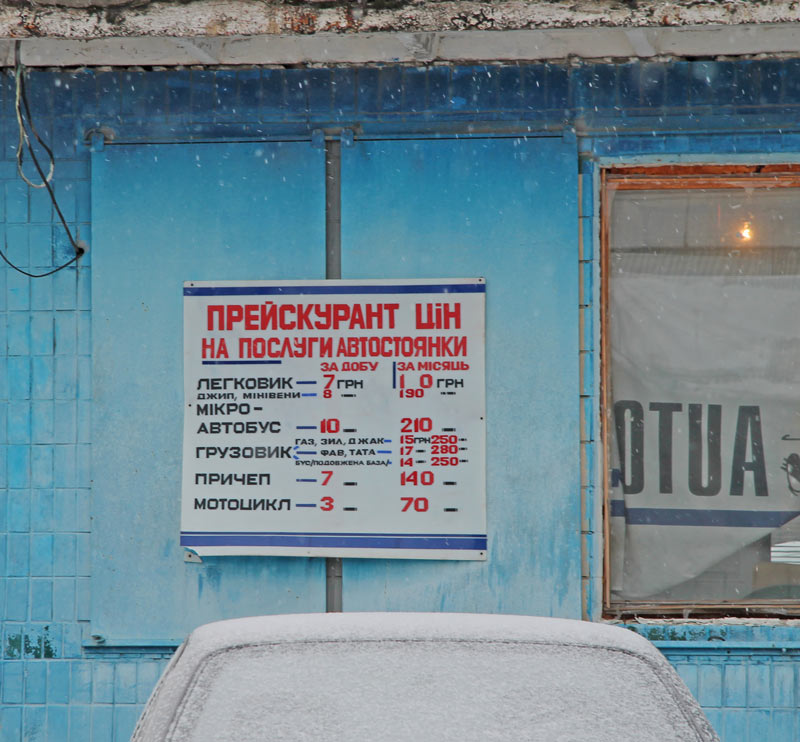 ПРЕЙСКУРАНТ ЦіН
НА ПОСЛУГИ АВТОСТОЯНКИ
ЗА ДОБУ ЗА МІСЯЦЬ
ЛЕГКОВИК — 7 ГРН 1 0 ГРН
ДЖИП, МІНІВЕНИ — 8 190
МІКРО-
АВТОБУС — 10 210
ГАЗ, ЗИЛ, ДЖАК — 15 ГРН 250
ГРУЗОВИК — ФАВ, ТАТА — 17 280
БУС/ПОДОВЖЕНА БАЗА/ - 14 250
ПРИЧЕП — 7 140
МОТОЦИКЛ — 3 70
OTUA